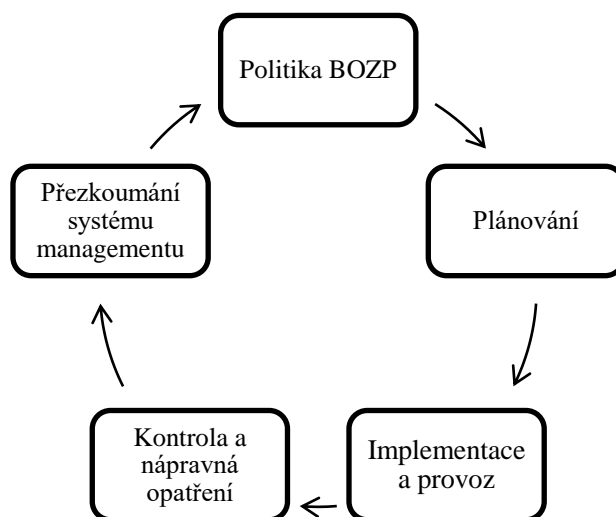 Politika BOZP
Plánování
Implementace
a provoz
Kontrola a
nápravná
opatření
Přezkoumání
systému
managementu